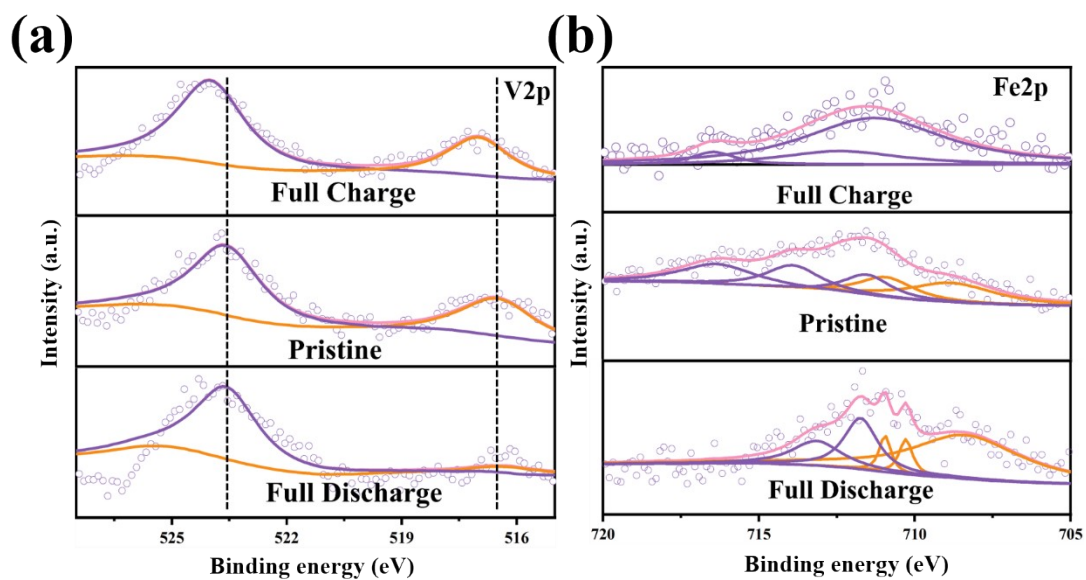 (a)
V2p
Full Charge
Pristine
Full Discharge
Intensity (a.u.)
525
522
519
516
Binding energy (eV)
(b)
Fe2p
Full Charge
Pristine
Full Discharge
Intensity (a.u.)
720
715
710
705
Binding energy (eV)